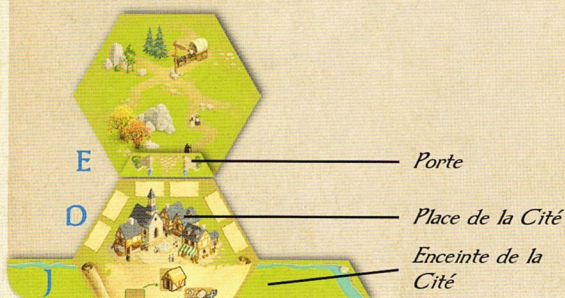 E
Porte
D
Place de la Cité
Enceinte de la
Cité
J